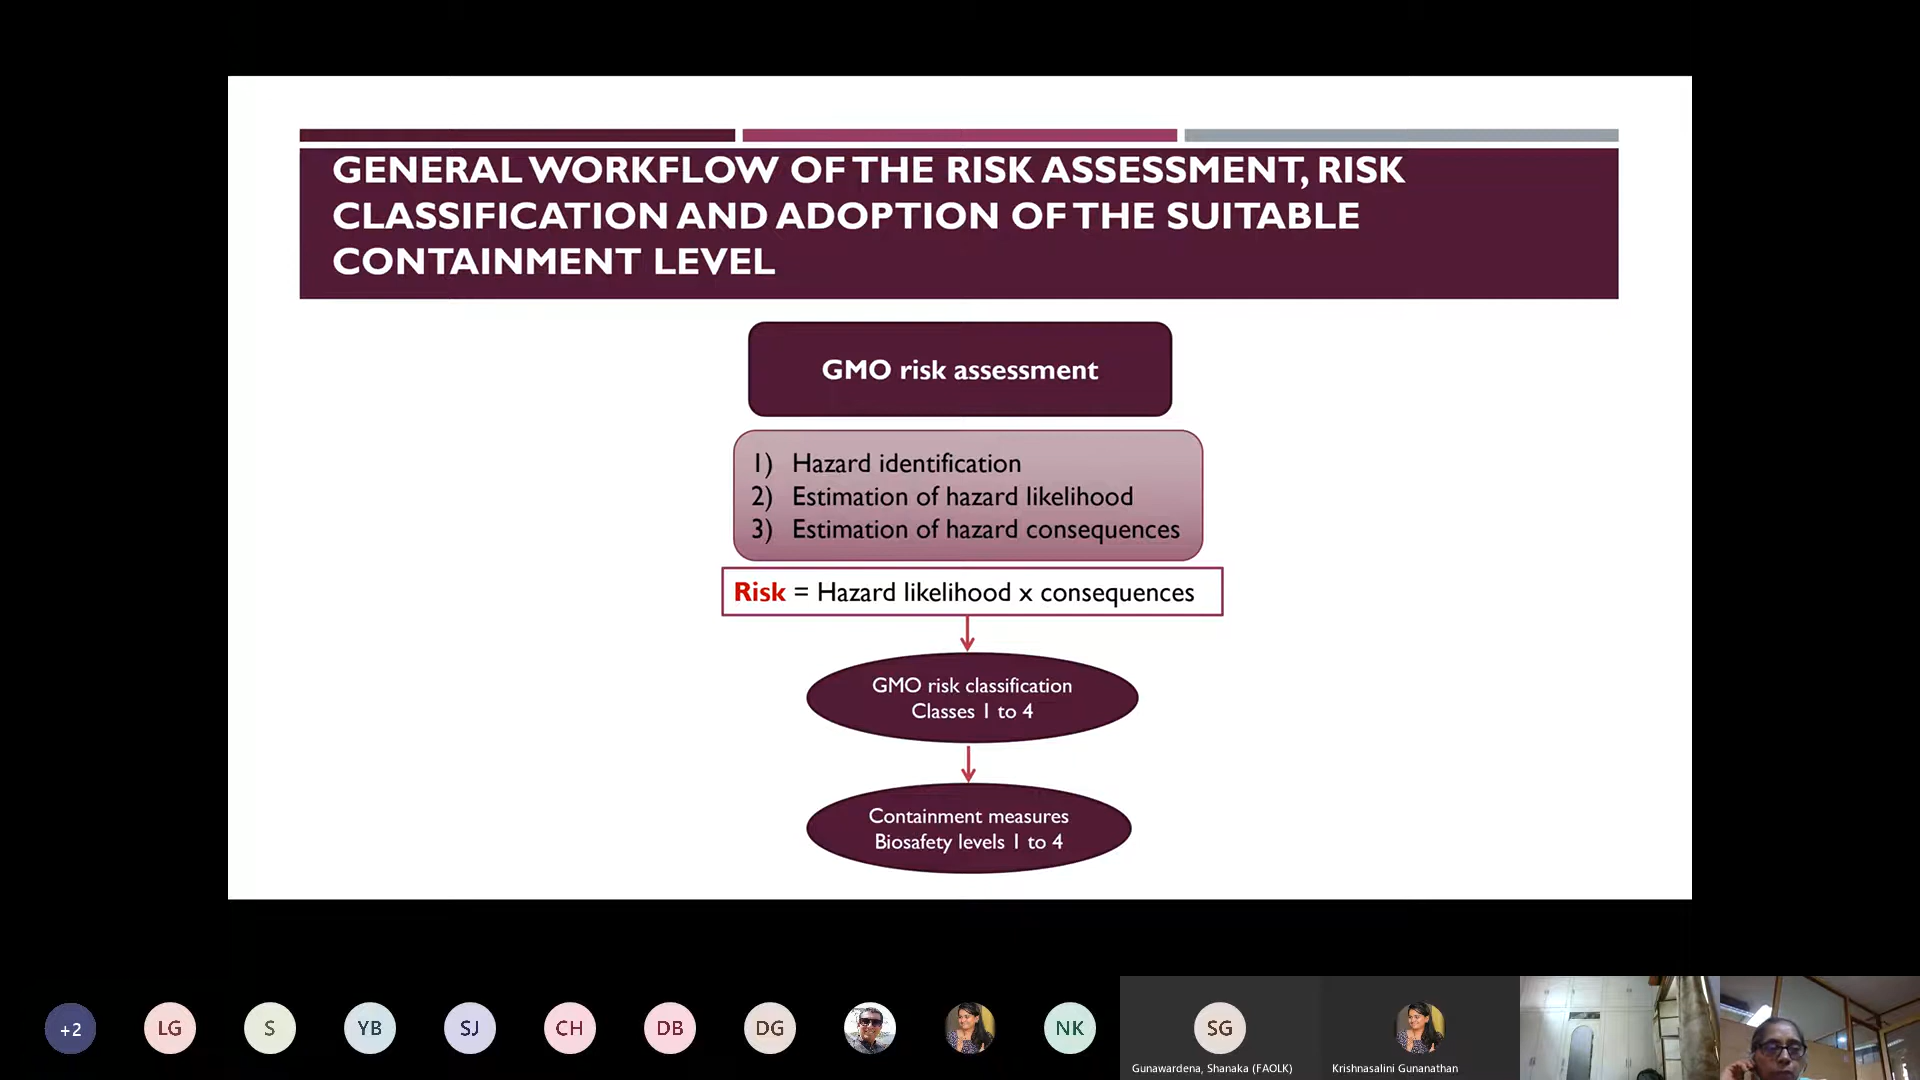 GENERAL WORKFLOW OF THE RISK ASSESSMENT, RISK
CLASSIFICATION AND ADOPTION OF THE SUITABLE
CONTAINMENT LEVEL
GMO risk assessment
1) Hazard identification
2) Estimation of hazard likelihood
3) Estimation of hazard consequences
Risk = Hazard likelihood x consequences
GMO risk classification
Classes 1 to 4
Containment measures
Biosafety levels 1 to 4
+2
LG
S
YB
SJ
CH
DB
DG
NK
SG
Gunawardena, Shanaka (FAOLK)
Krishnasalini Gunanathan